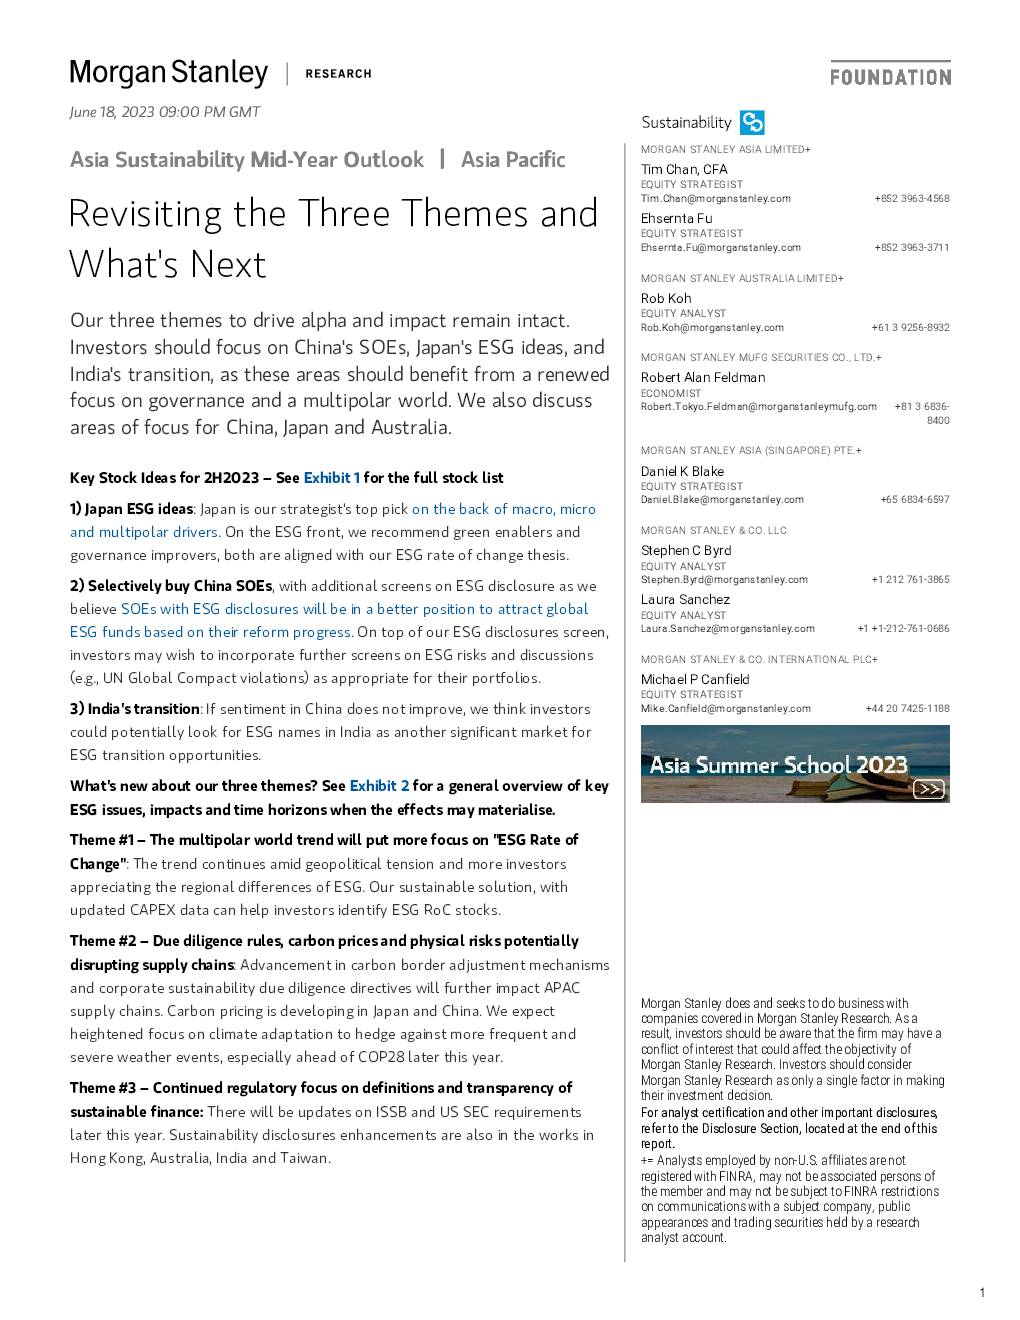 Morgan Stanley | RESEARCH
FOUNDATION
June 18, 2023 09:00 PM GMT
Asia Sustainability Mid-Year Outlook | Asia Pacific
Revisiting the Three Themes and
What's Next
Our three themes to drive alpha and impact remain intact.
Investors should focus on China's SOEs, Japan's ESG ideas, and
India's transition, as these areas should benefit from a renewed
focus on governance and a multipolar world. We also discuss
areas of focus for China, Japan and Australia.
Key Stock Ideas for 2H2023 – See Exhibit 1 for the full stock list
1) Japan ESG ideas: Japan is our strategist's top pick on the back of macro, micro
and multipolar drivers. On the ESG front, we recommend green enablers and
governance improvers, both are aligned with our ESG rate of change thesis.
2) Selectively buy China SOEs, with additional screens on ESG disclosure as we
believe SOEs with ESG disclosures will be in a better position to attract global
ESG funds based on their reform progress. On top of our ESG disclosures screen,
investors may wish to incorporate further screens on ESG risks and discussions
(e.g., UN Global Compact violations) as appropriate for their portfolios.
3) India's transition: If sentiment in China does not improve, we think investors
could potentially look for ESG names in India as another significant market for
ESG transition opportunities.
What's new about our three themes? See Exhibit 2 for a general overview of key
ESG issues, impacts and time horizons when the effects may materialise.
Theme #1 – The multipolar world trend will put more focus on "ESG Rate of
Change": The trend continues amid geopolitical tension and more investors
appreciating the regional differences of ESG. Our sustainable solution, with
updated CAPEX data can help investors identify ESG RoC stocks.
Theme #2 – Due diligence rules, carbon prices and physical risks potentially
disrupting supply chains: Advancement in carbon border adjustment mechanisms
and corporate sustainability due diligence directives will further impact APAC
supply chains. Carbon pricing is developing in Japan and China. We expect
heightened focus on climate adaptation to hedge against more frequent and
severe weather events, especially ahead of COP28 later this year.
Theme #3 – Continued regulatory focus on definitions and transparency of
sustainable finance: There will be updates on ISSB and US SEC requirements
later this year. Sustainability disclosures enhancements are also in the works in
Hong Kong, Australia, India and Taiwan.
Sustainability
MORGAN STANLEY ASIA LIMITED+
Tim Chan, CFA
EQUITY STRATEGIST
Tim.Chan@morganstanley.com +852 3963-4568
Ehsernta Fu
EQUITY STRATEGIST
Ehsernta.Fu@morganstanley.com +852 3963-3711
MORGAN STANLEY AUSTRALIA LIMITED+
Rob Koh
EQUITY ANALYST
Rob.Koh@morganstanley.com +61 3 9256-8932
MORGAN STANLEY MUFG SECURITIES CO., LTD.+
Robert Alan Feldman
ECONOMIST
Robert.Tokyo.Feldman@morganstanleymufg.com +81 3 6836-
8400
MORGAN STANLEY ASIA (SINGAPORE) PTE.+
Daniel K Blake
EQUITY STRATEGIST
Daniel.Blake@morganstanley.com +65 6834-6597
MORGAN STANLEY & CO. LLC
Stephen C Byrd
EQUITY ANALYST
Stephen.Byrd@morganstanley.com +1 212 761-3865
Laura Sanchez
EQUITY ANALYST
Laura.Sanchez@morganstanley.com +1 +1-212-761-0686
MORGAN STANLEY & CO. INTERNATIONAL PLC+
Michael P Canfield
EQUITY STRATEGIST
Mike.Canfield@morganstanley.com +44 20 7425-1188
Asia Summer School 2023
>>
Morgan Stanley does and seeks to do business with
companies covered in Morgan Stanley Research. As a
result, investors should be aware that the firm may have a
conflict of interest that could affect the objectivity of
Morgan Stanley Research. Investors should consider
Morgan Stanley Research as only a single factor in making
their investment decision.
For analyst certification and other important disclosures,
refer to the Disclosure Section, located at the end of this
report.
+= Analysts employed by non-U.S. affiliates are not
registered with FINRA, may not be associated persons of
the member and may not be subject to FINRA restrictions
on communications with a subject company, public
appearances and trading securities held by a research
analyst account.
1